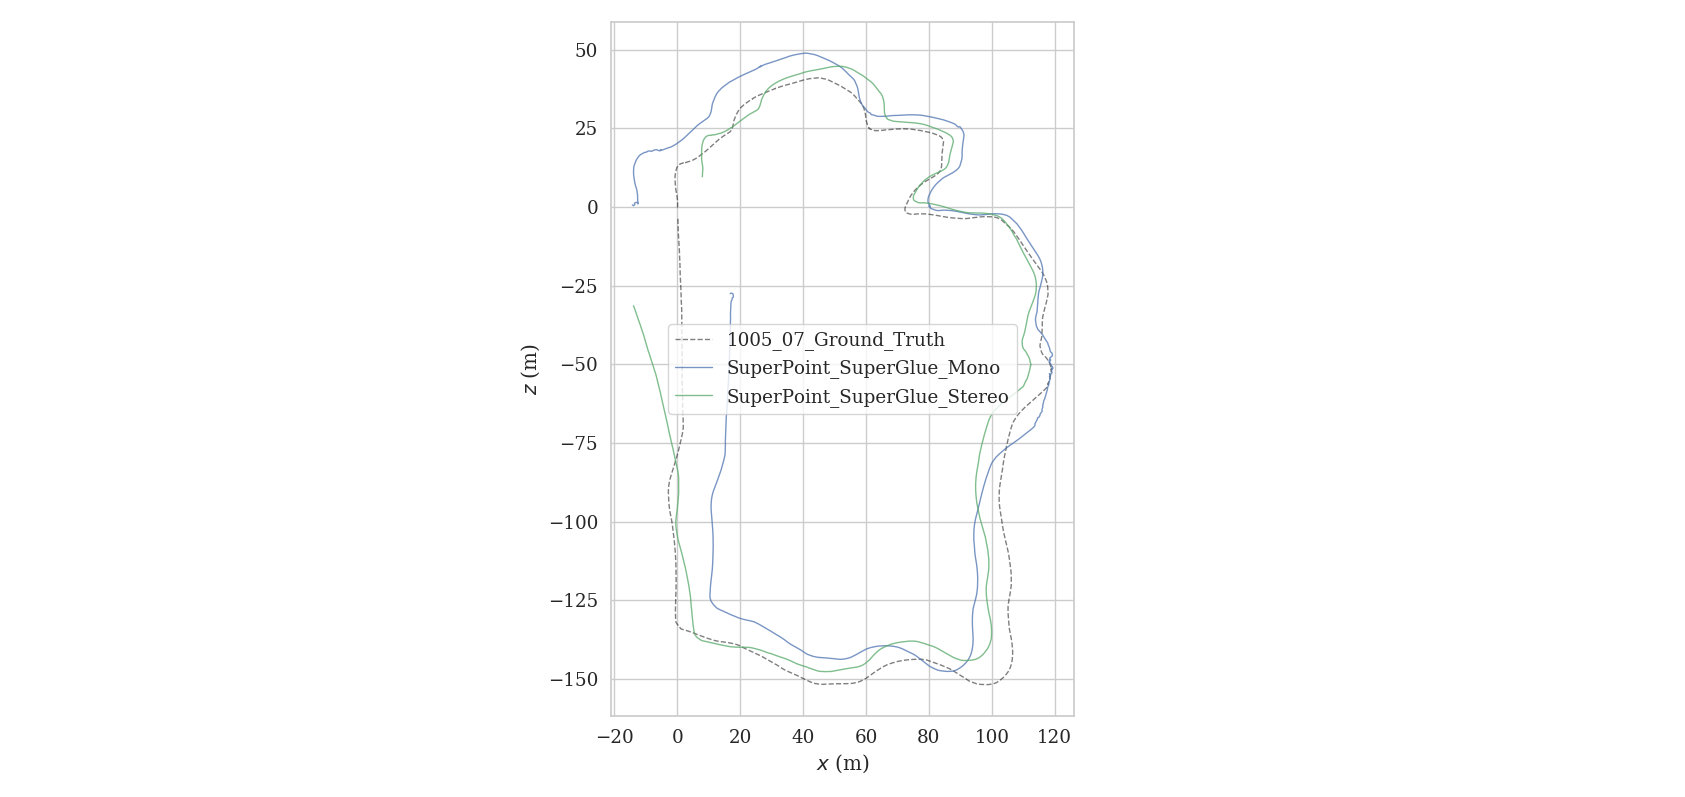 50
25
0
−25
−50
−75
−100
−125
−150
z (m)
1005_07_Ground_Truth
SuperPoint_SuperGlue_Mono
SuperPoint_SuperGlue_Stereo
−20 0 20 40 60 80 100 120
x (m)